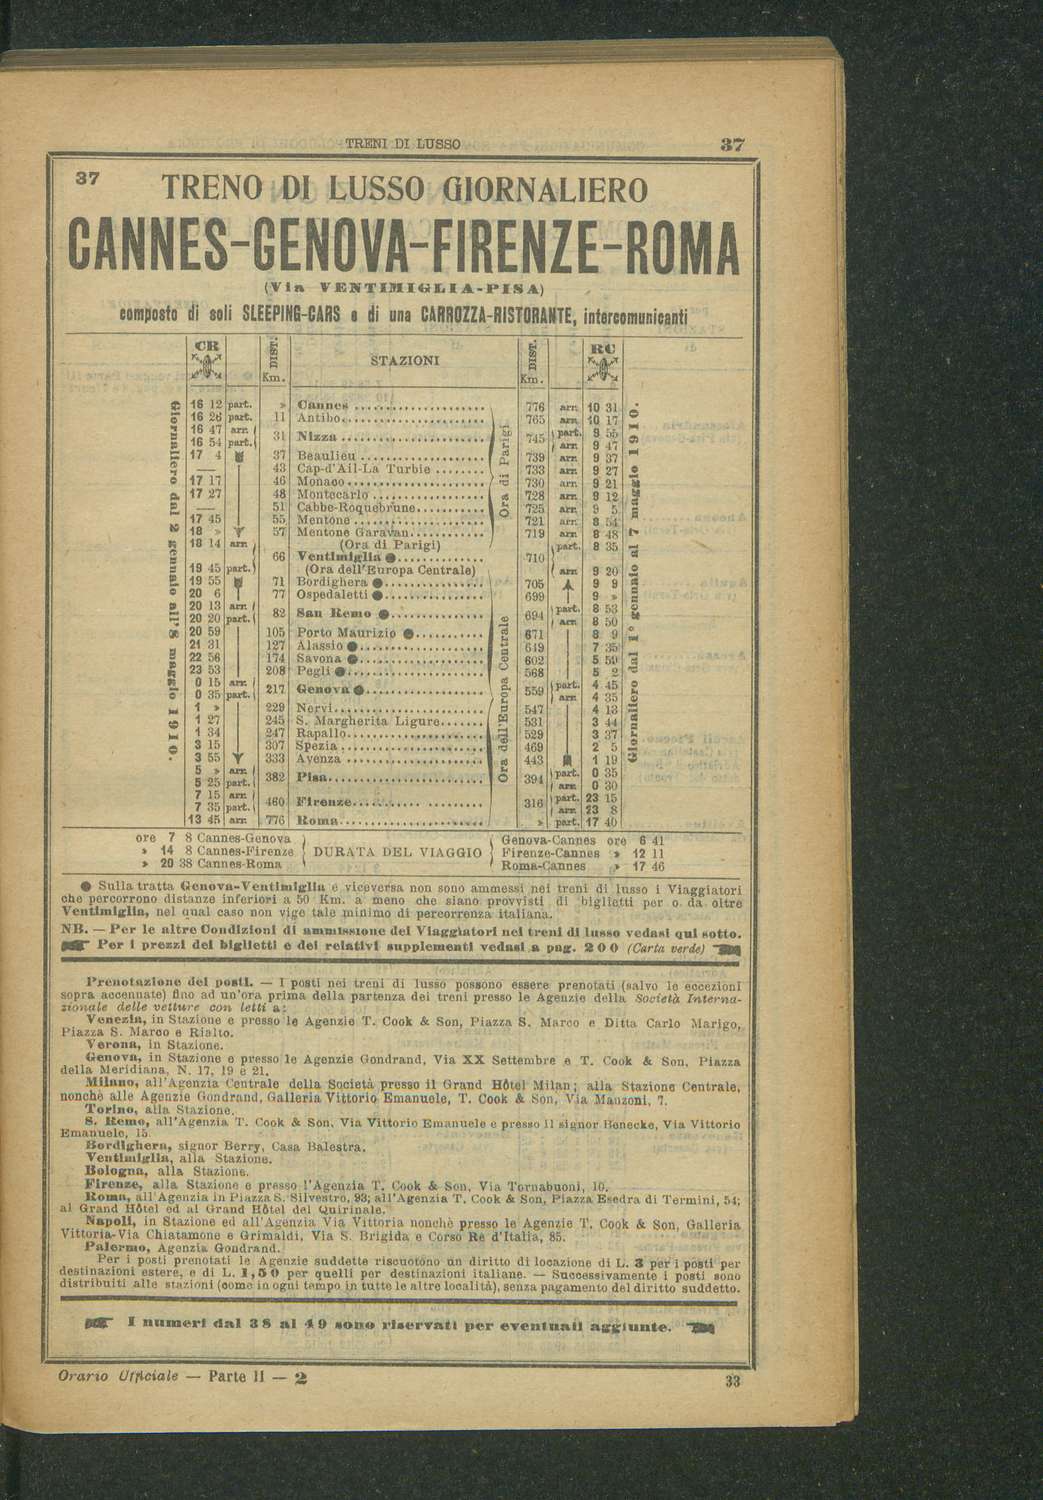 TRENI DI LUSSO 37
37 TRENO DI LUSSO GIORNALIERO
CANNES-GENOVA-FIRENZE-ROMA
(Via VENTIMIGLIA-PISA)
composto di soli SLEEPING-CARS e di una CARROZZA-RISTORANTE, intercomunicanti
CR DIST. Km. STAZIONI DIST. Km. RC
Giornaliero dal 2 gennaio all'8 maggio 1910.
Giornaliero dal 1° gennaio al 7 maggio 1910.
Ora di Parigi
Ora dell'Europa Centrale
16 12 part. » Cannes 776 arr. 10 31
16 26 part. 11 Antibo 765 arr. 10 17
16 47 arr. 31 Nizza 745 part. 9 55
16 54 part. arr. 9 47
17 4 37 Beaulieu 739 arr. 9 37
— 43 Cap-d'Ail-La Turbie 733 arr. 9 27
17 17 46 Monaco 730 arr. 9 21
17 27 48 Montecarlo 728 arr. 9 12
— 51 Cabbe-Roquebrune 725 arr. 9 5
17 45 55 Mentone 721 arr. 8 54
18 » 57 Mentone Garavan 719 arr. 8 48
18 14 arr. (Ora di Parigi) part. 8 35
66 Ventimiglia ● 710
19 45 part. (Ora dell'Europa Centrale) arr. 9 20
19 55 71 Bordighera ● 705 9 9
20 6 77 Ospedaletti ● 699 9 »
20 13 arr. 82 San Remo ● 694 part. 8 53
20 20 part. arr. 8 50
20 59 105 Porto Maurizio ● 671 8 9
21 31 127 Alassio ● 649 7 35
22 56 174 Savona ● 602 5 59
23 53 208 Pegli ● 568 5 2
0 15 arr. 217 Genova ● 559 part. 4 45
0 35 part. arr. 4 35
1 » 229 Nervi 547 4 13
1 27 245 S. Margherita Ligure 531 3 44
1 34 247 Rapallo 529 3 37
3 15 307 Spezia 469 2 5
3 55 333 Avenza 443 1 19
5 » arr. 382 Pisa 394 part. 0 35
5 25 part. arr. 0 30
7 15 arr. 460 Firenze 316 part. 23 15
7 35 part. arr. 23 8
13 45 arr. 776 Roma » part. 17 40
ore 7 8 Cannes-Genova Genova-Cannes ore 6 41
» 14 8 Cannes-Firenze DURATA DEL VIAGGIO Firenze-Cannes » 12 11
» 20 38 Cannes-Roma Roma-Cannes » 17 46
● Sulla tratta Genova-Ventimiglia e viceversa non sono ammessi nei treni di lusso i Viaggiatori
che percorrono distanze inferiori a 50 Km. a meno che siano provvisti di biglietti per o da oltre
Ventimiglia, nel qual caso non vige tale minimo di percorrenza italiana.
NB. — Per le altre Condizioni di ammissione dei Viaggiatori nei treni di lusso vedasi qui sotto.
Per i prezzi dei biglietti e dei relativi supplementi vedasi a pag. 200 (Carta verde)
Prenotazione dei posti. — I posti nei treni di lusso possono essere prenotati (salvo le eccezioni
sopra accennate) fino ad un'ora prima della partenza dei treni presso le Agenzie della Società Interna-
zionale delle vetture con letti a:
Venezia, in Stazione e presso le Agenzie T. Cook & Son, Piazza S. Marco e Ditta Carlo Marigo,
Piazza S. Marco e Rialto.
Verona, in Stazione.
Genova, in Stazione e presso le Agenzie Gondrand, Via XX Settembre e T. Cook & Son, Piazza
della Meridiana, N. 17, 19 e 21.
Milano, all'Agenzia Centrale della Società presso il Grand Hôtel Milan; alla Stazione Centrale,
nonchè alle Agenzie Gondrand, Galleria Vittorio Emanuele, T. Cook & Son, Via Manzoni, 7.
Torino, alla Stazione.
S. Remo, all'Agenzia T. Cook & Son, Via Vittorio Emanuele e presso il signor Benecke, Via Vittorio
Emanuele, 15.
Bordighera, signor Berry, Casa Balestra.
Ventimiglia, alla Stazione.
Bologna, alla Stazione.
Firenze, alla Stazione e presso l'Agenzia T. Cook & Son, Via Tornabuoni, 10.
Roma, all'Agenzia in Piazza S. Silvestro, 93; all'Agenzia T. Cook & Son, Piazza Esedra di Termini, 54;
al Grand Hôtel ed al Grand Hôtel del Quirinale.
Napoli, in Stazione ed all'Agenzia Via Vittoria nonchè presso le Agenzie T. Cook & Son, Galleria
Vittoria-Via Chiatamone e Grimaldi, Via S. Brigida e Corso Re d'Italia, 85.
Palermo, Agenzia Gondrand.
Per i posti prenotati le Agenzie suddette riscuotono un diritto di locazione di L. 3 per i posti per
destinazioni estere, e di L. 1,50 per quelli per destinazioni italiane. — Successivamente i posti sono
distribuiti alle stazioni (come in ogni tempo in tutte le altre località), senza pagamento del diritto suddetto.
I numeri dal 38 al 49 sono riservati per eventuali aggiunte.
Orario Ufficiale — Parte II — 2 33